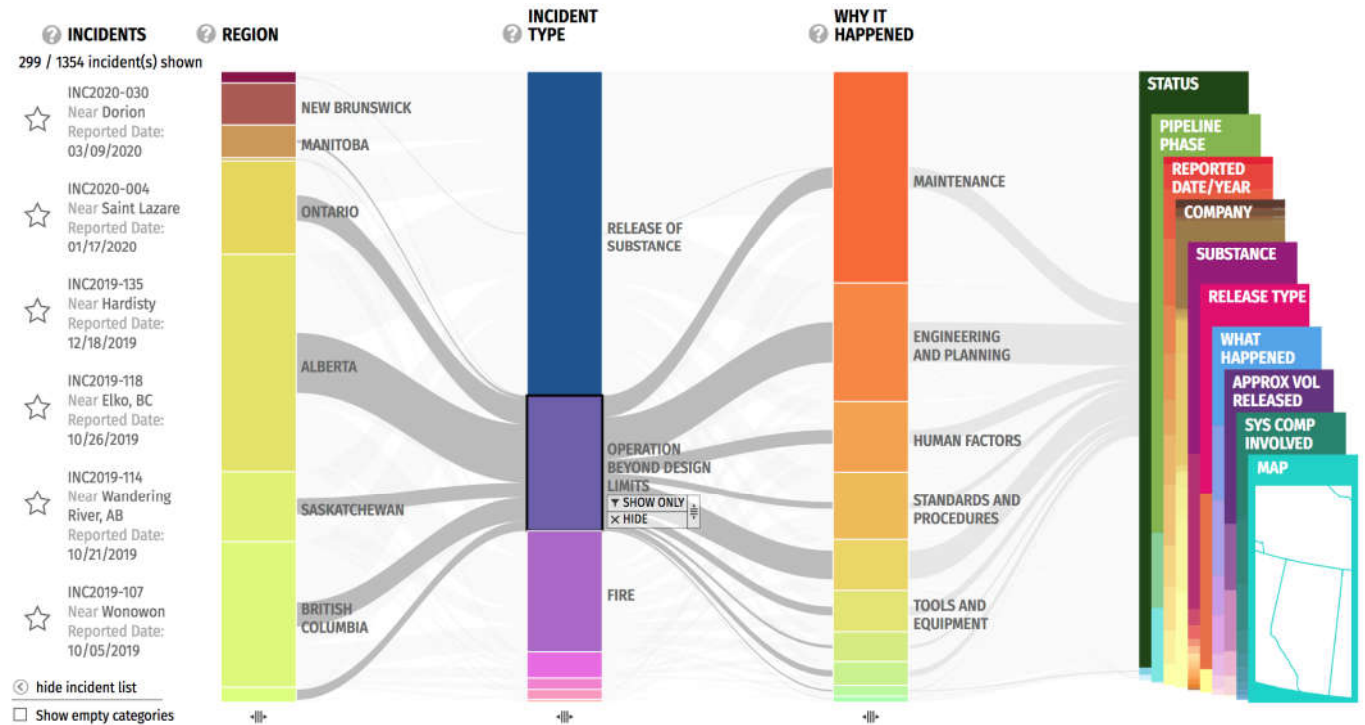 INCIDENTS
REGION
INCIDENT
TYPE
WHY IT
HAPPENED
299 / 1354 incident(s) shown
INC2020-030
Near Dorion
Reported Date:
03/09/2020
INC2020-004
Near Saint Lazare
Reported Date:
01/17/2020
INC2019-135
Near Hardisty
Reported Date:
12/18/2019
INC2019-118
Near Elko, BC
Reported Date:
10/26/2019
INC2019-114
Near Wandering
River, AB
Reported Date:
10/21/2019
INC2019-107
Near Wonowon
Reported Date:
10/05/2019
hide incident list
Show empty categories
NEW BRUNSWICK
MANITOBA
ONTARIO
ALBERTA
SASKATCHEWAN
BRITISH
COLUMBIA
RELEASE OF
SUBSTANCE
OPERATION
BEYOND DESIGN
LIMITS
SHOW ONLY
HIDE
FIRE
MAINTENANCE
ENGINEERING
AND PLANNING
HUMAN FACTORS
STANDARDS AND
PROCEDURES
TOOLS AND
EQUIPMENT
STATUS
PIPELINE
PHASE
REPORTED
DATE/YEAR
COMPANY
SUBSTANCE
RELEASE TYPE
WHAT
HAPPENED
APPROX VOL
RELEASED
SYS COMP
INVOLVED
MAP